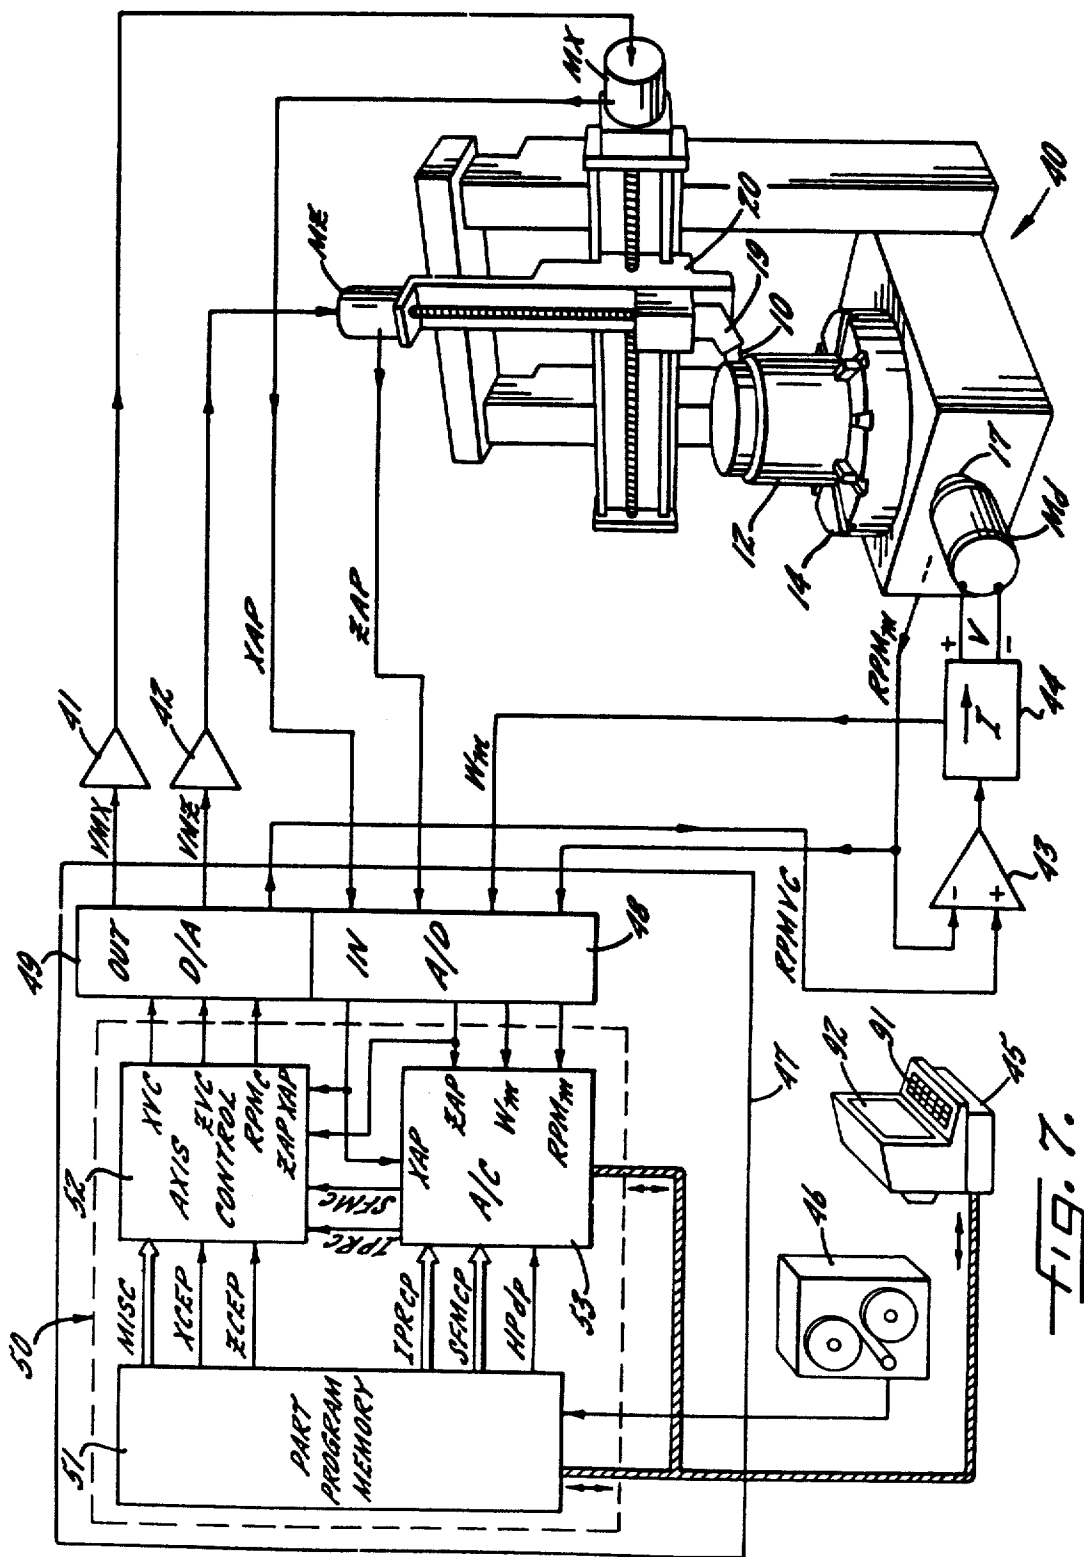 50
51
PART
PROGRAM
MEMORY
MISC
XCEP
ZCEP
IPRCP
SFMCP
HPdP
52
XVC
AXIS
ZVC
CONTROL
RPMc
ZAP XAP
IPRc
SFMc
53
XAP
ZAP
A/C
Wm
RPMm
49
OUT
D/A
IN
A/D
48
47
VMX
41
VMZ
42
XAP
ZAP
Wm
RPMVC
RPMm
43
-
+
44
I
+
V
-
MZ
MX
20
19
10
12
14
17
Md
40
46
92
91
45
FIG. 7.